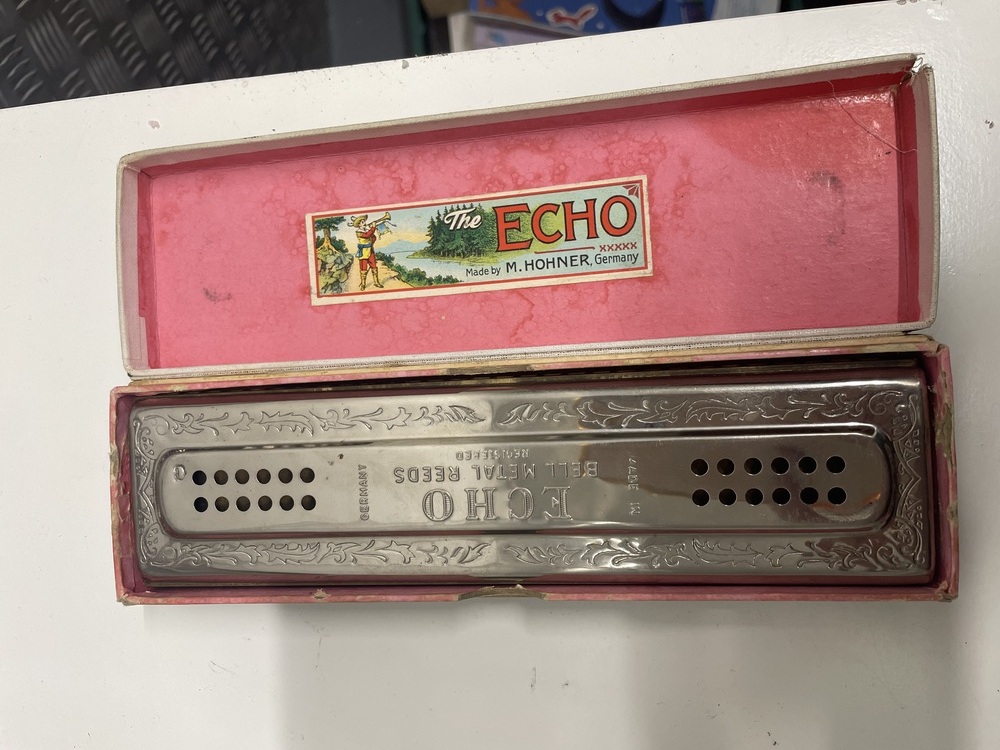 The ECHO
xxxxx
Made by M. HOHNER, Germany
ECHO
BELL METAL REEDS
REGISTERED
MADE IN
GERMANY
C